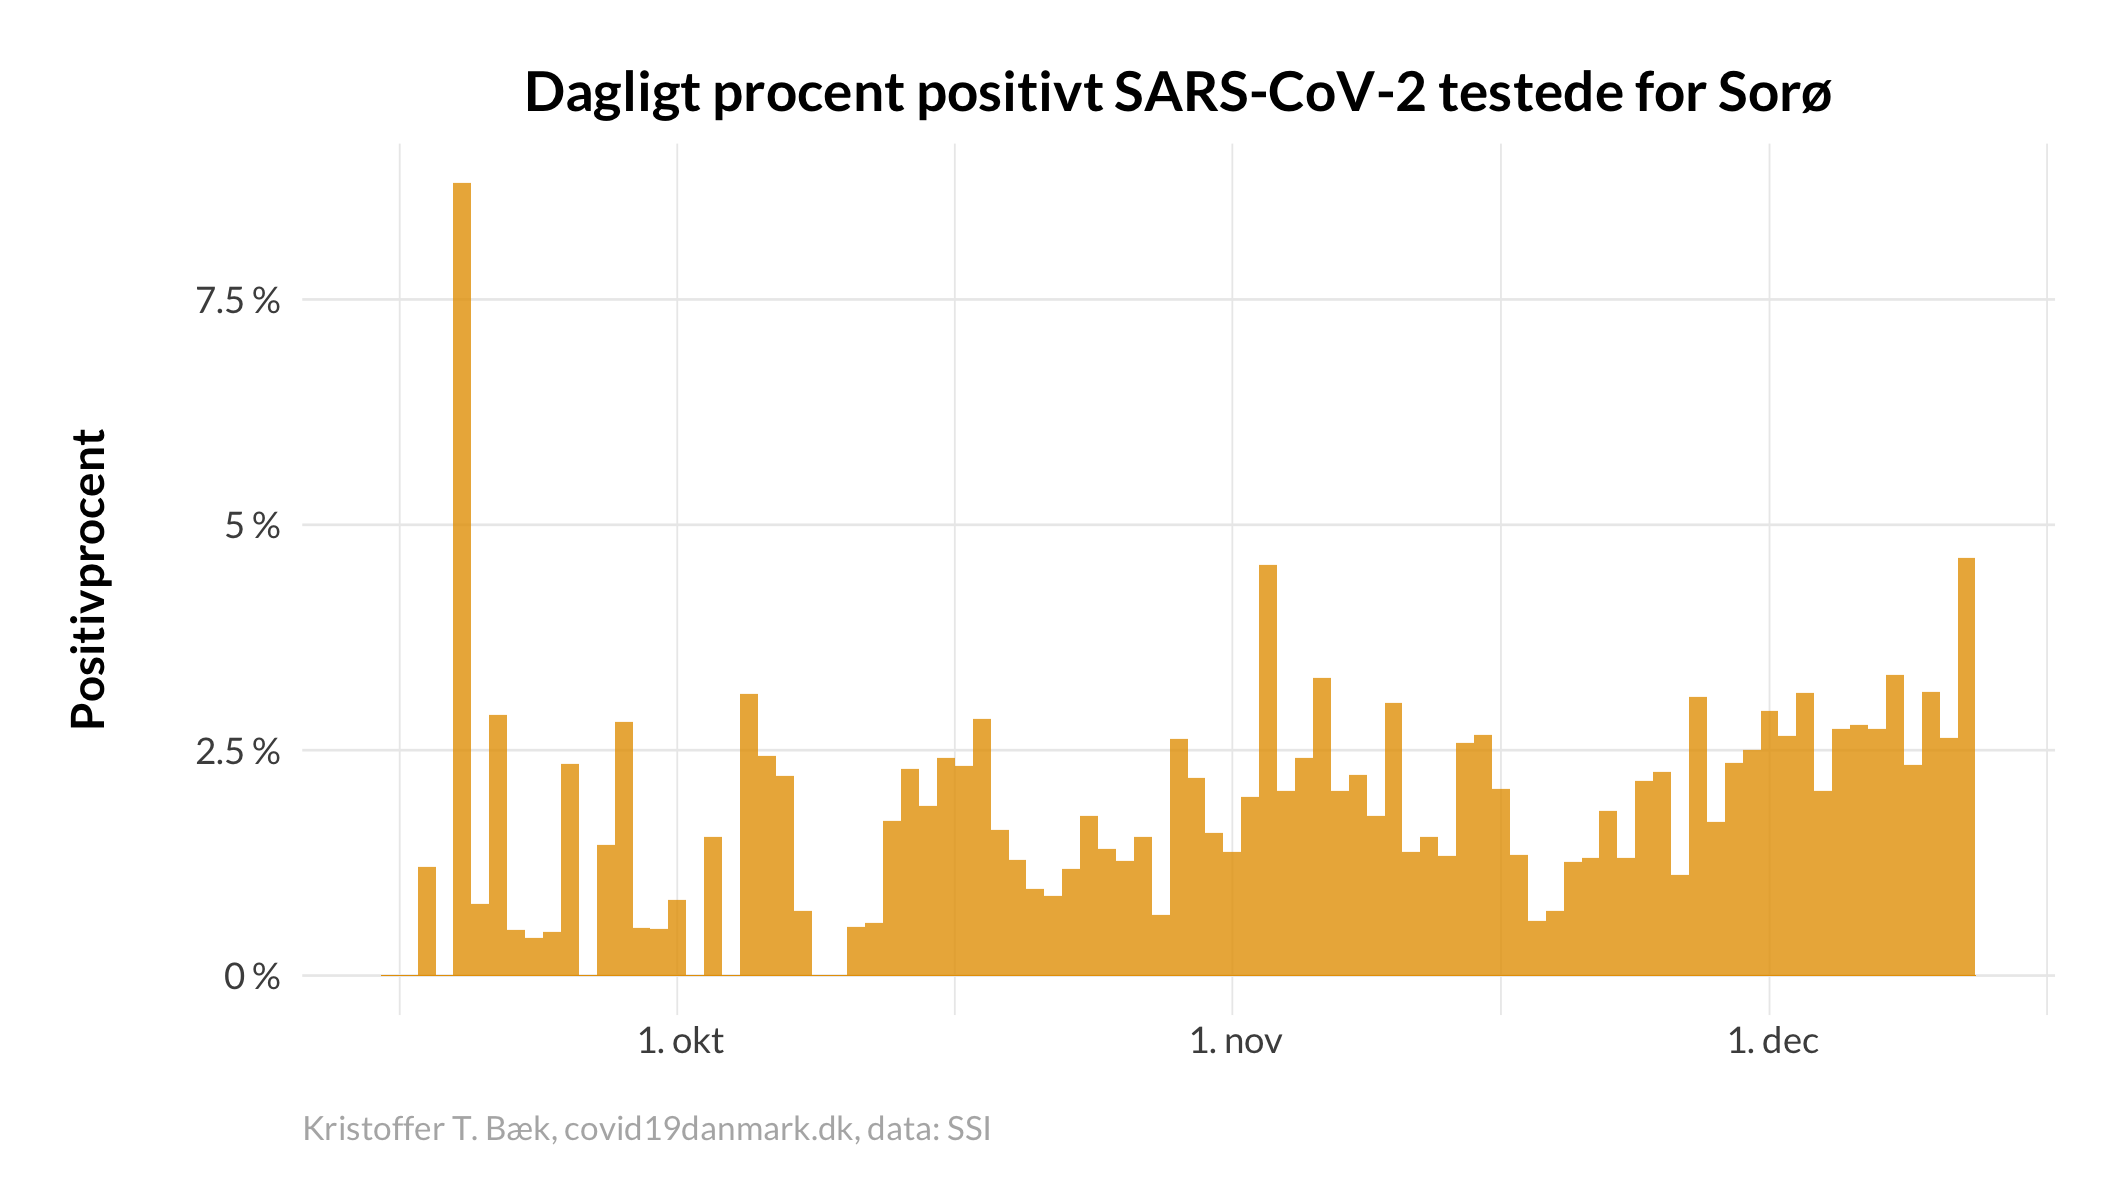 Dagligt procent positivt SARS-CoV-2 testede for Sorø
Positivprocent
7.5 %
5 %
2.5 %
0 %
1. okt
1. nov
1. dec
Kristoffer T. Bæk, covid19danmark.dk, data: SSI